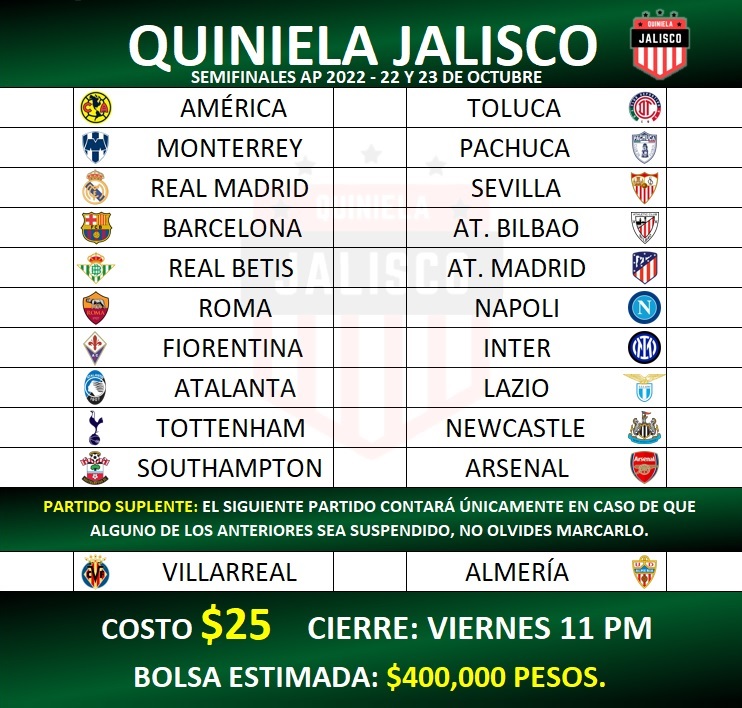 QUINIELA JALISCO
QUINIELA
JALISCO
SEMIFINALES AP 2022 - 22 Y 23 DE OCTUBRE
AMÉRICA TOLUCA
MONTERREY PACHUCA
REAL MADRID SEVILLA
BARCELONA AT. BILBAO
REAL BETIS AT. MADRID
ROMA NAPOLI
FIORENTINA INTER
ATALANTA LAZIO
TOTTENHAM NEWCASTLE
SOUTHAMPTON ARSENAL
QUINIELA
JALISCO
PARTIDO SUPLENTE: EL SIGUIENTE PARTIDO CONTARÁ ÚNICAMENTE EN CASO DE QUE
ALGUNO DE LOS ANTERIORES SEA SUSPENDIDO, NO OLVIDES MARCARLO.
VILLARREAL ALMERÍA
COSTO $25 CIERRE: VIERNES 11 PM
BOLSA ESTIMADA: $400,000 PESOS.